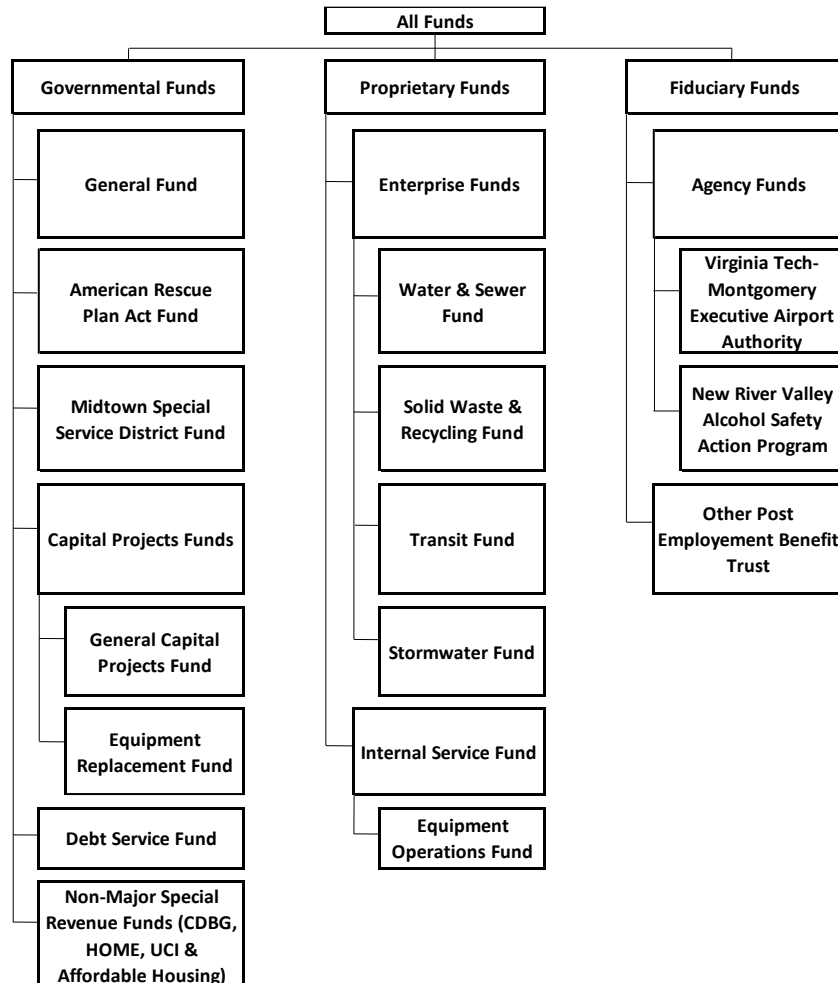 All Funds
Governmental Funds
General Fund
American Rescue
Plan Act Fund
Midtown Special
Service District Fund
Capital Projects Funds
General Capital
Projects Fund
Equipment
Replacement Fund
Debt Service Fund
Non-Major Special
Revenue Funds (CDBG,
HOME, UCI &
Affordable Housing)
Proprietary Funds
Enterprise Funds
Water & Sewer
Fund
Solid Waste &
Recycling Fund
Transit Fund
Stormwater Fund
Internal Service Fund
Equipment
Operations Fund
Fiduciary Funds
Agency Funds
Virginia Tech-
Montgomery
Executive Airport
Authority
New River Valley
Alcohol Safety
Action Program
Other Post
Employement Benefit
Trust